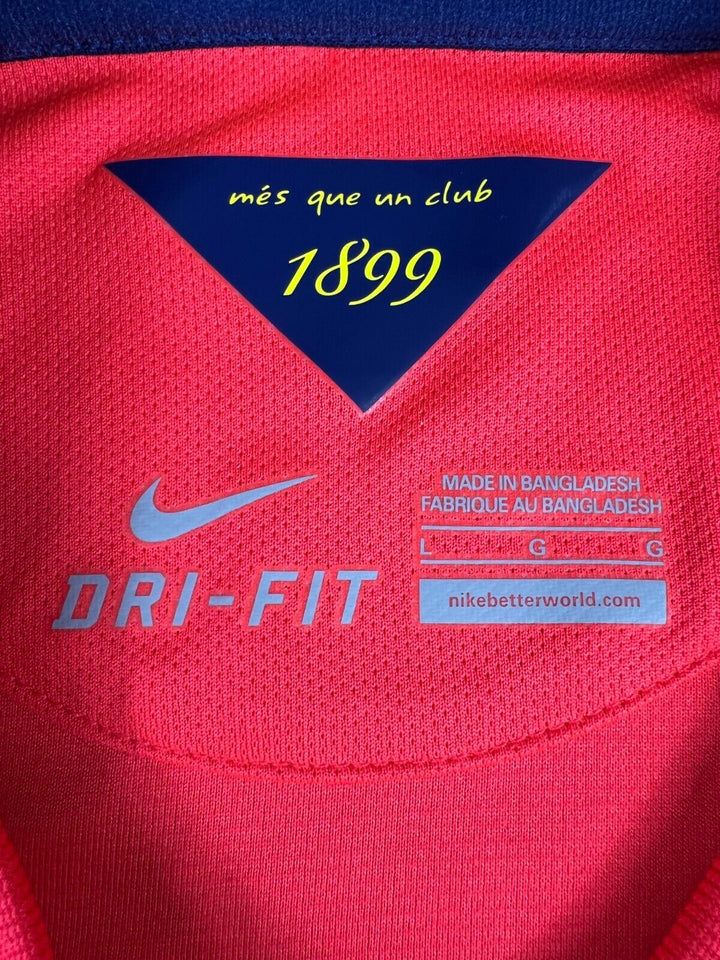 més que un club
1899
DRI-FIT
MADE IN BANGLADESH
FABRIQUE AU BANGLADESH
L G G
nikebetterworld.com